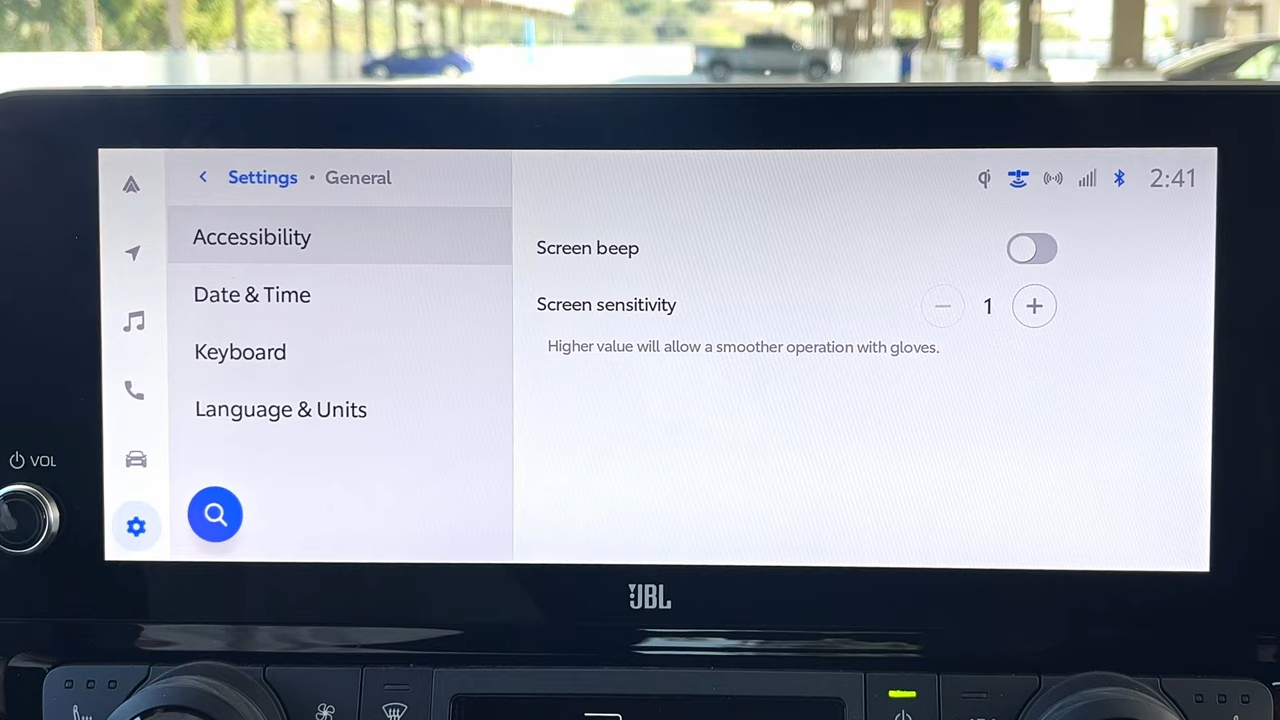 Settings • General
2:41
Accessibility
Date & Time
Keyboard
Language & Units
Screen beep
Screen sensitivity
1
Higher value will allow a smoother operation with gloves.
VOL
JBL